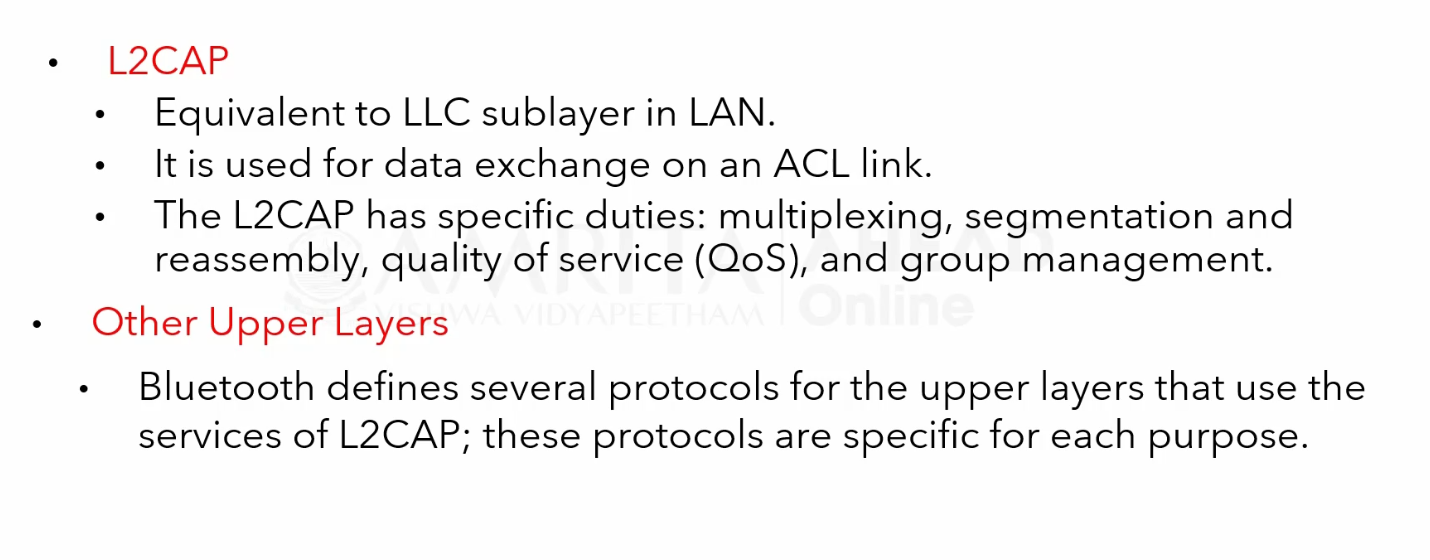 • L2CAP
• Equivalent to LLC sublayer in LAN.
• It is used for data exchange on an ACL link.
• The L2CAP has specific duties: multiplexing, segmentation and
reassembly, quality of service (QoS), and group management.
AMRITA AHEAD
VISHWA VIDYAPEETHAM Online
• Other Upper Layers
• Bluetooth defines several protocols for the upper layers that use the
services of L2CAP; these protocols are specific for each purpose.